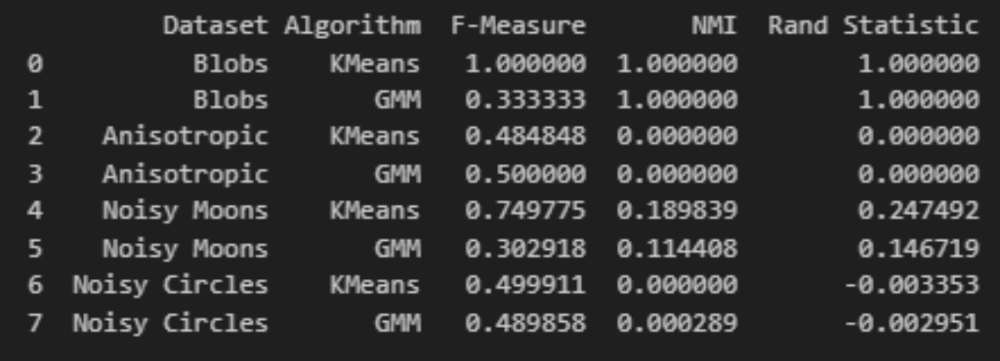 Dataset Algorithm F-Measure NMI Rand Statistic
0 Blobs KMeans 1.000000 1.000000 1.000000
1 Blobs GMM 0.333333 1.000000 1.000000
2 Anisotropic KMeans 0.484848 0.000000 0.000000
3 Anisotropic GMM 0.500000 0.000000 0.000000
4 Noisy Moons KMeans 0.749775 0.189839 0.247492
5 Noisy Moons GMM 0.302918 0.114408 0.146719
6 Noisy Circles KMeans 0.499911 0.000000 -0.003353
7 Noisy Circles GMM 0.489858 0.000289 -0.002951